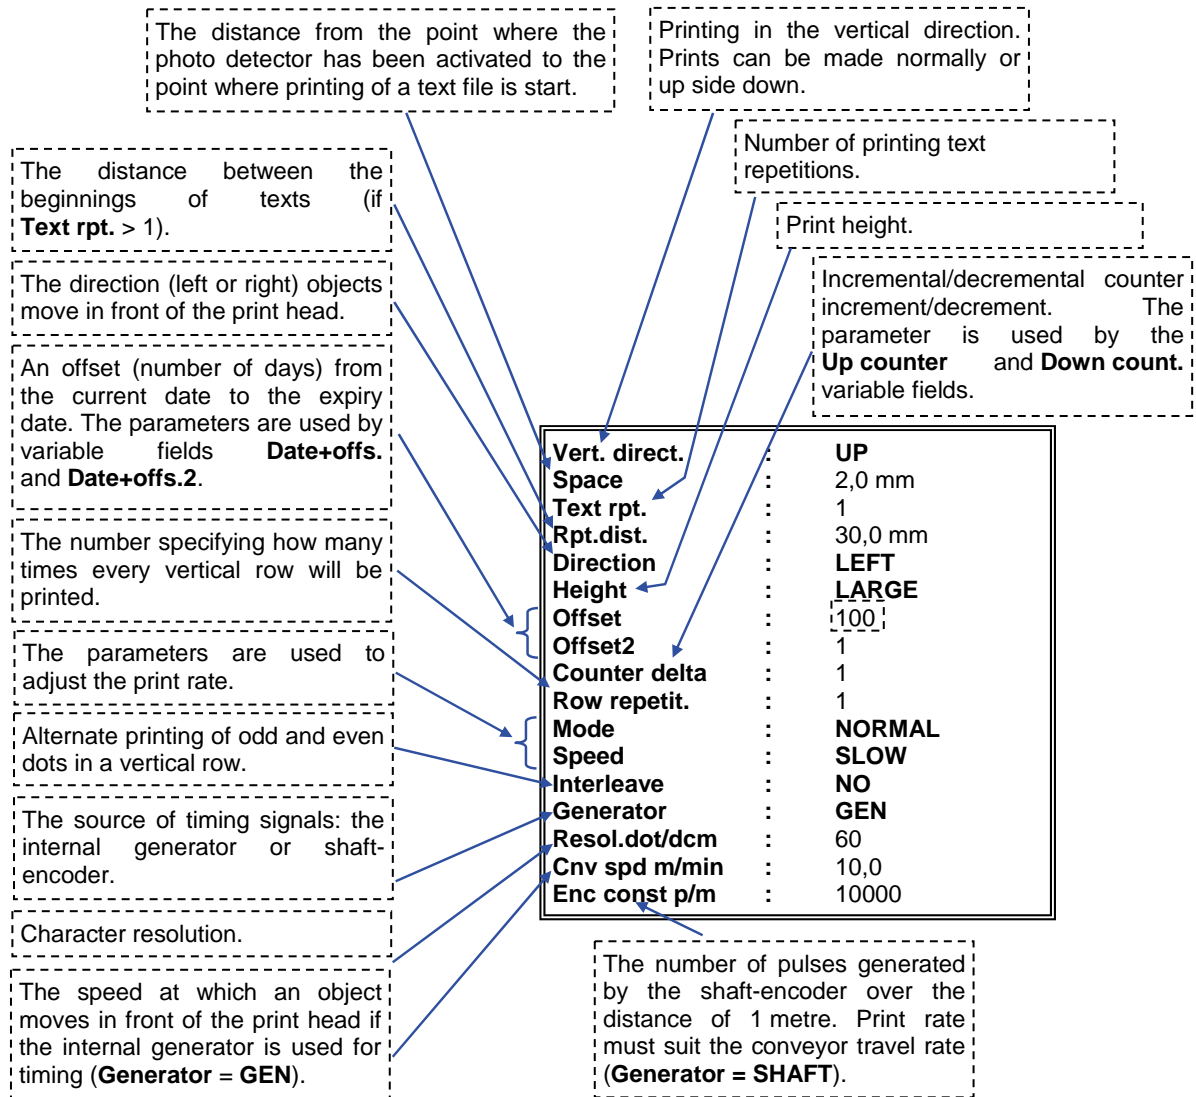 The distance from the point where the
photo detector has been activated to the
point where printing of a text file is start.
Printing in the vertical direction.
Prints can be made normally or
up side down.
Number of printing text
repetitions.
Print height.
Incremental/decremental counter
increment/decrement. The
parameter is used by the
Up counter and Down count.
variable fields.
The distance between the
beginnings of texts (if
Text rpt. > 1).
The direction (left or right) objects
move in front of the print head.
An offset (number of days) from
the current date to the expiry
date. The parameters are used by
variable fields Date+offs.
and Date+offs.2.
The number specifying how many
times every vertical row will be
printed.
The parameters are used to
adjust the print rate.
Alternate printing of odd and even
dots in a vertical row.
The source of timing signals: the
internal generator or shaft-
encoder.
Character resolution.
The speed at which an object
moves in front of the print head if
the internal generator is used for
timing (Generator = GEN).
Vert. direct. : UP
Space : 2,0 mm
Text rpt. : 1
Rpt.dist. : 30,0 mm
Direction : LEFT
Height : LARGE
Offset : 100
Offset2 : 1
Counter delta : 1
Row repetit. : 1
Mode : NORMAL
Speed : SLOW
Interleave : NO
Generator : GEN
Resol.dot/dcm : 60
Cnv spd m/min : 10,0
Enc const p/m : 10000
The number of pulses generated
by the shaft-encoder over the
distance of 1 metre. Print rate
must suit the conveyor travel rate
(Generator = SHAFT).